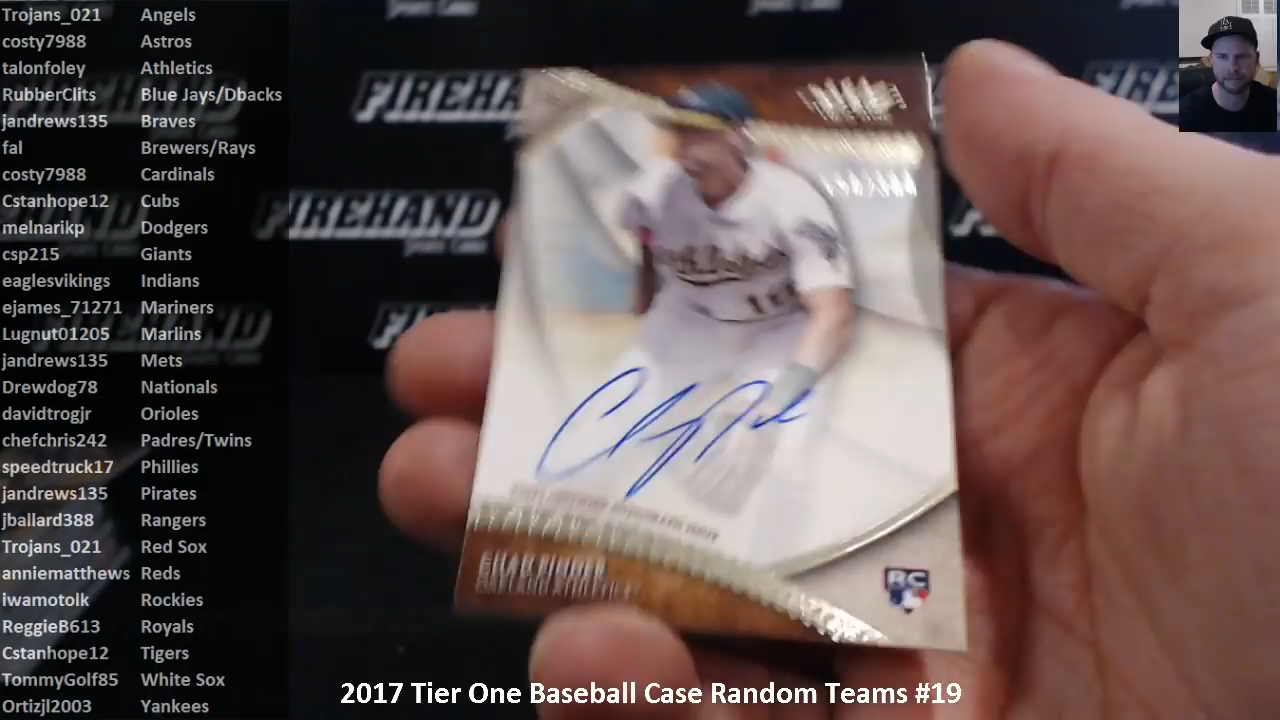 Trojans_021 Angels
costy7988 Astros
talonfoley Athletics
RubberClits Blue Jays/Dbacks
jandrews135 Braves
fal Brewers/Rays
costy7988 Cardinals
Cstanhope12 Cubs
melnarikp Dodgers
csp215 Giants
eaglesvikings Indians
ejames_71271 Mariners
Lugnut01205 Marlins
jandrews135 Mets
Drewdog78 Nationals
davidtrogjr Orioles
chefchris242 Padres/Twins
speedtruck17 Phillies
jandrews135 Pirates
jballard388 Rangers
Trojans_021 Red Sox
anniematthews Reds
iwamotolk Rockies
ReggieB613 Royals
Cstanhope12 Tigers
TommyGolf85 White Sox
Ortizjl2003 Yankees
FIREHAND
FIREHAND
RC
2017 Tier One Baseball Case Random Teams #19